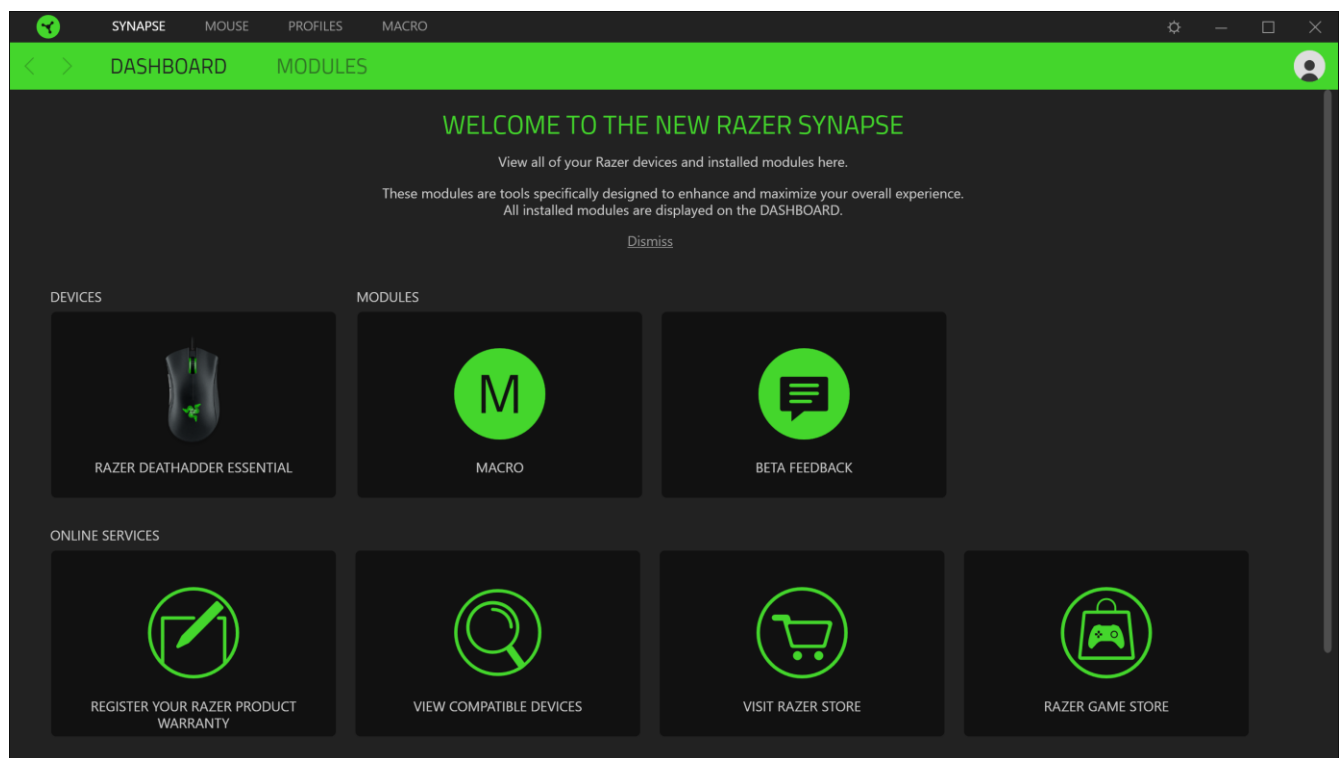 SYNAPSE MOUSE PROFILES MACRO
DASHBOARD MODULES
WELCOME TO THE NEW RAZER SYNAPSE
View all of your Razer devices and installed modules here.
These modules are tools specifically designed to enhance and maximize your overall experience.
All installed modules are displayed on the DASHBOARD.
Dismiss
DEVICES MODULES
M
RAZER DEATHADDER ESSENTIAL MACRO BETA FEEDBACK
ONLINE SERVICES
REGISTER YOUR RAZER PRODUCT
WARRANTY
VIEW COMPATIBLE DEVICES
VISIT RAZER STORE
RAZER GAME STORE